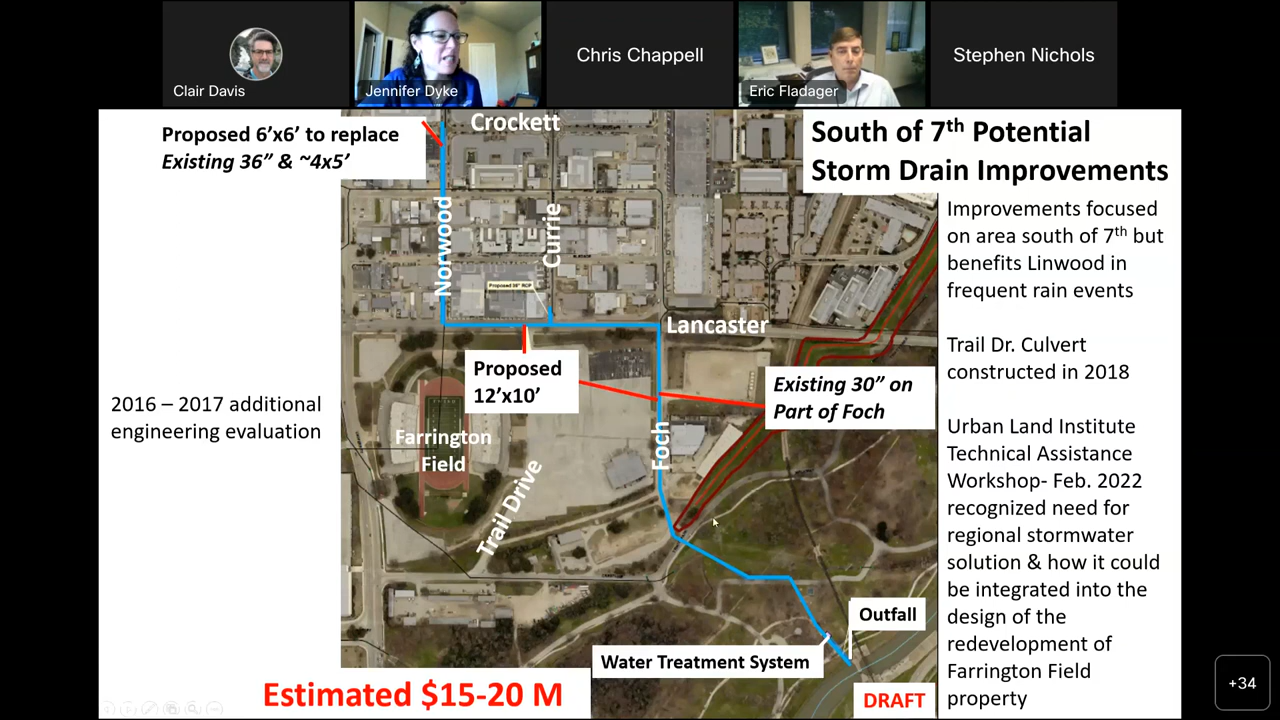 Clair Davis
Jennifer Dyke
Chris Chappell
Eric Fladager
Stephen Nichols
Proposed 6’x6’ to replace
Existing 36” & ~4x5’
Crockett
South of 7th Potential
Storm Drain Improvements
Norwood
Currie
Proposed 36" RCP
Lancaster
Proposed
12’x10’
Existing 30” on
Part of Foch
Foch
Farrington
Field
Trail Drive
2016 – 2017 additional
engineering evaluation
Improvements focused
on area south of 7th but
benefits Linwood in
frequent rain events
Trail Dr. Culvert
constructed in 2018
Urban Land Institute
Technical Assistance
Workshop- Feb. 2022
recognized need for
regional stormwater
solution & how it could
be integrated into the
design of the
redevelopment of
Farrington Field
property
Outfall
Water Treatment System
Estimated $15-20 M
DRAFT
+34